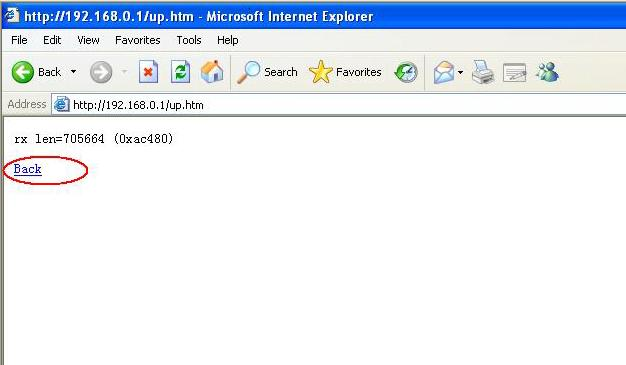 http://192.168.0.1/up.htm - Microsoft Internet Explorer
File Edit View Favorites Tools Help
Back Search Favorites
Address http://192.168.0.1/up.htm
rx len=705664 (0xac480)
Back